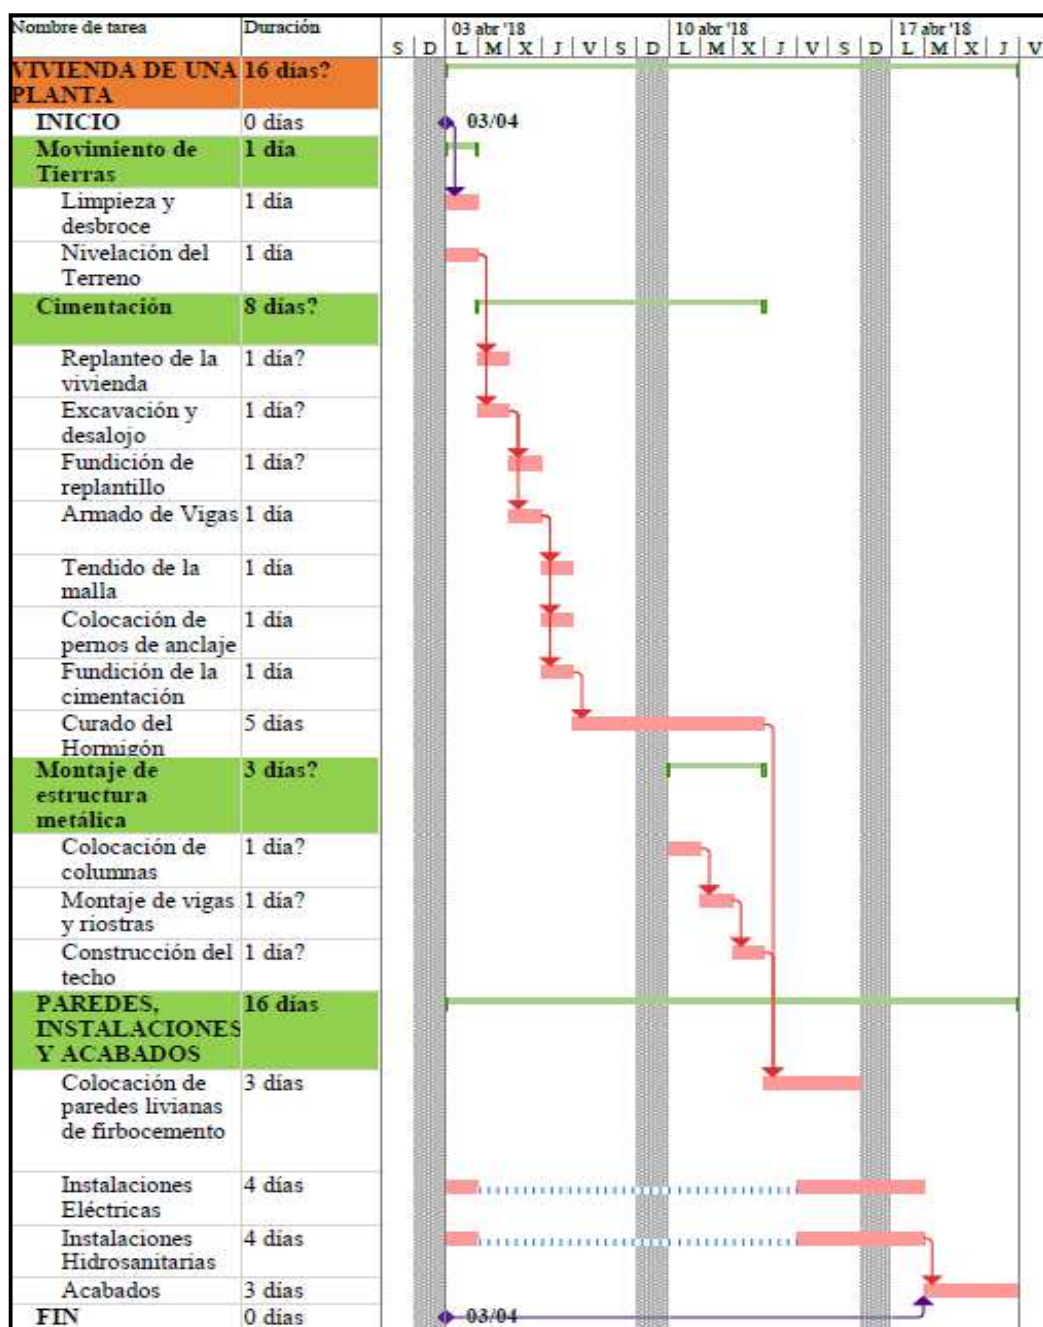 Nombre de tarea Duración 03 abr '18 10 abr '18 17 abr '18
S D L M X J V S D L M X J V S D L M X J V
VIVIENDA DE UNA 16 días?
PLANTA
INICIO 0 días 03/04
Movimiento de 1 día
Tierras
Limpieza y 1 día
desbroce
Nivelación del 1 día
Terreno
Cimentación 8 días?
Replanteo de la 1 día?
vivienda
Excavación y 1 día?
desalojo
Fundición de 1 día?
replantillo
Armado de Vigas 1 día
Tendido de la 1 día
malla
Colocación de 1 día
pernos de anclaje
Fundición de la 1 día
cimentación
Curado del 5 días
Hormigón
Montaje de 3 días?
estructura
metálica
Colocación de 1 día?
columnas
Montaje de vigas 1 día?
y riostras
Construcción del 1 día?
techo
PAREDES, 16 días
INSTALACIONES
Y ACABADOS
Colocación de 3 días
paredes livianas
de firbocemento
Instalaciones 4 días
Eléctricas
Instalaciones 4 días
Hidrosanitarias
Acabados 3 días
FIN 0 días 03/04